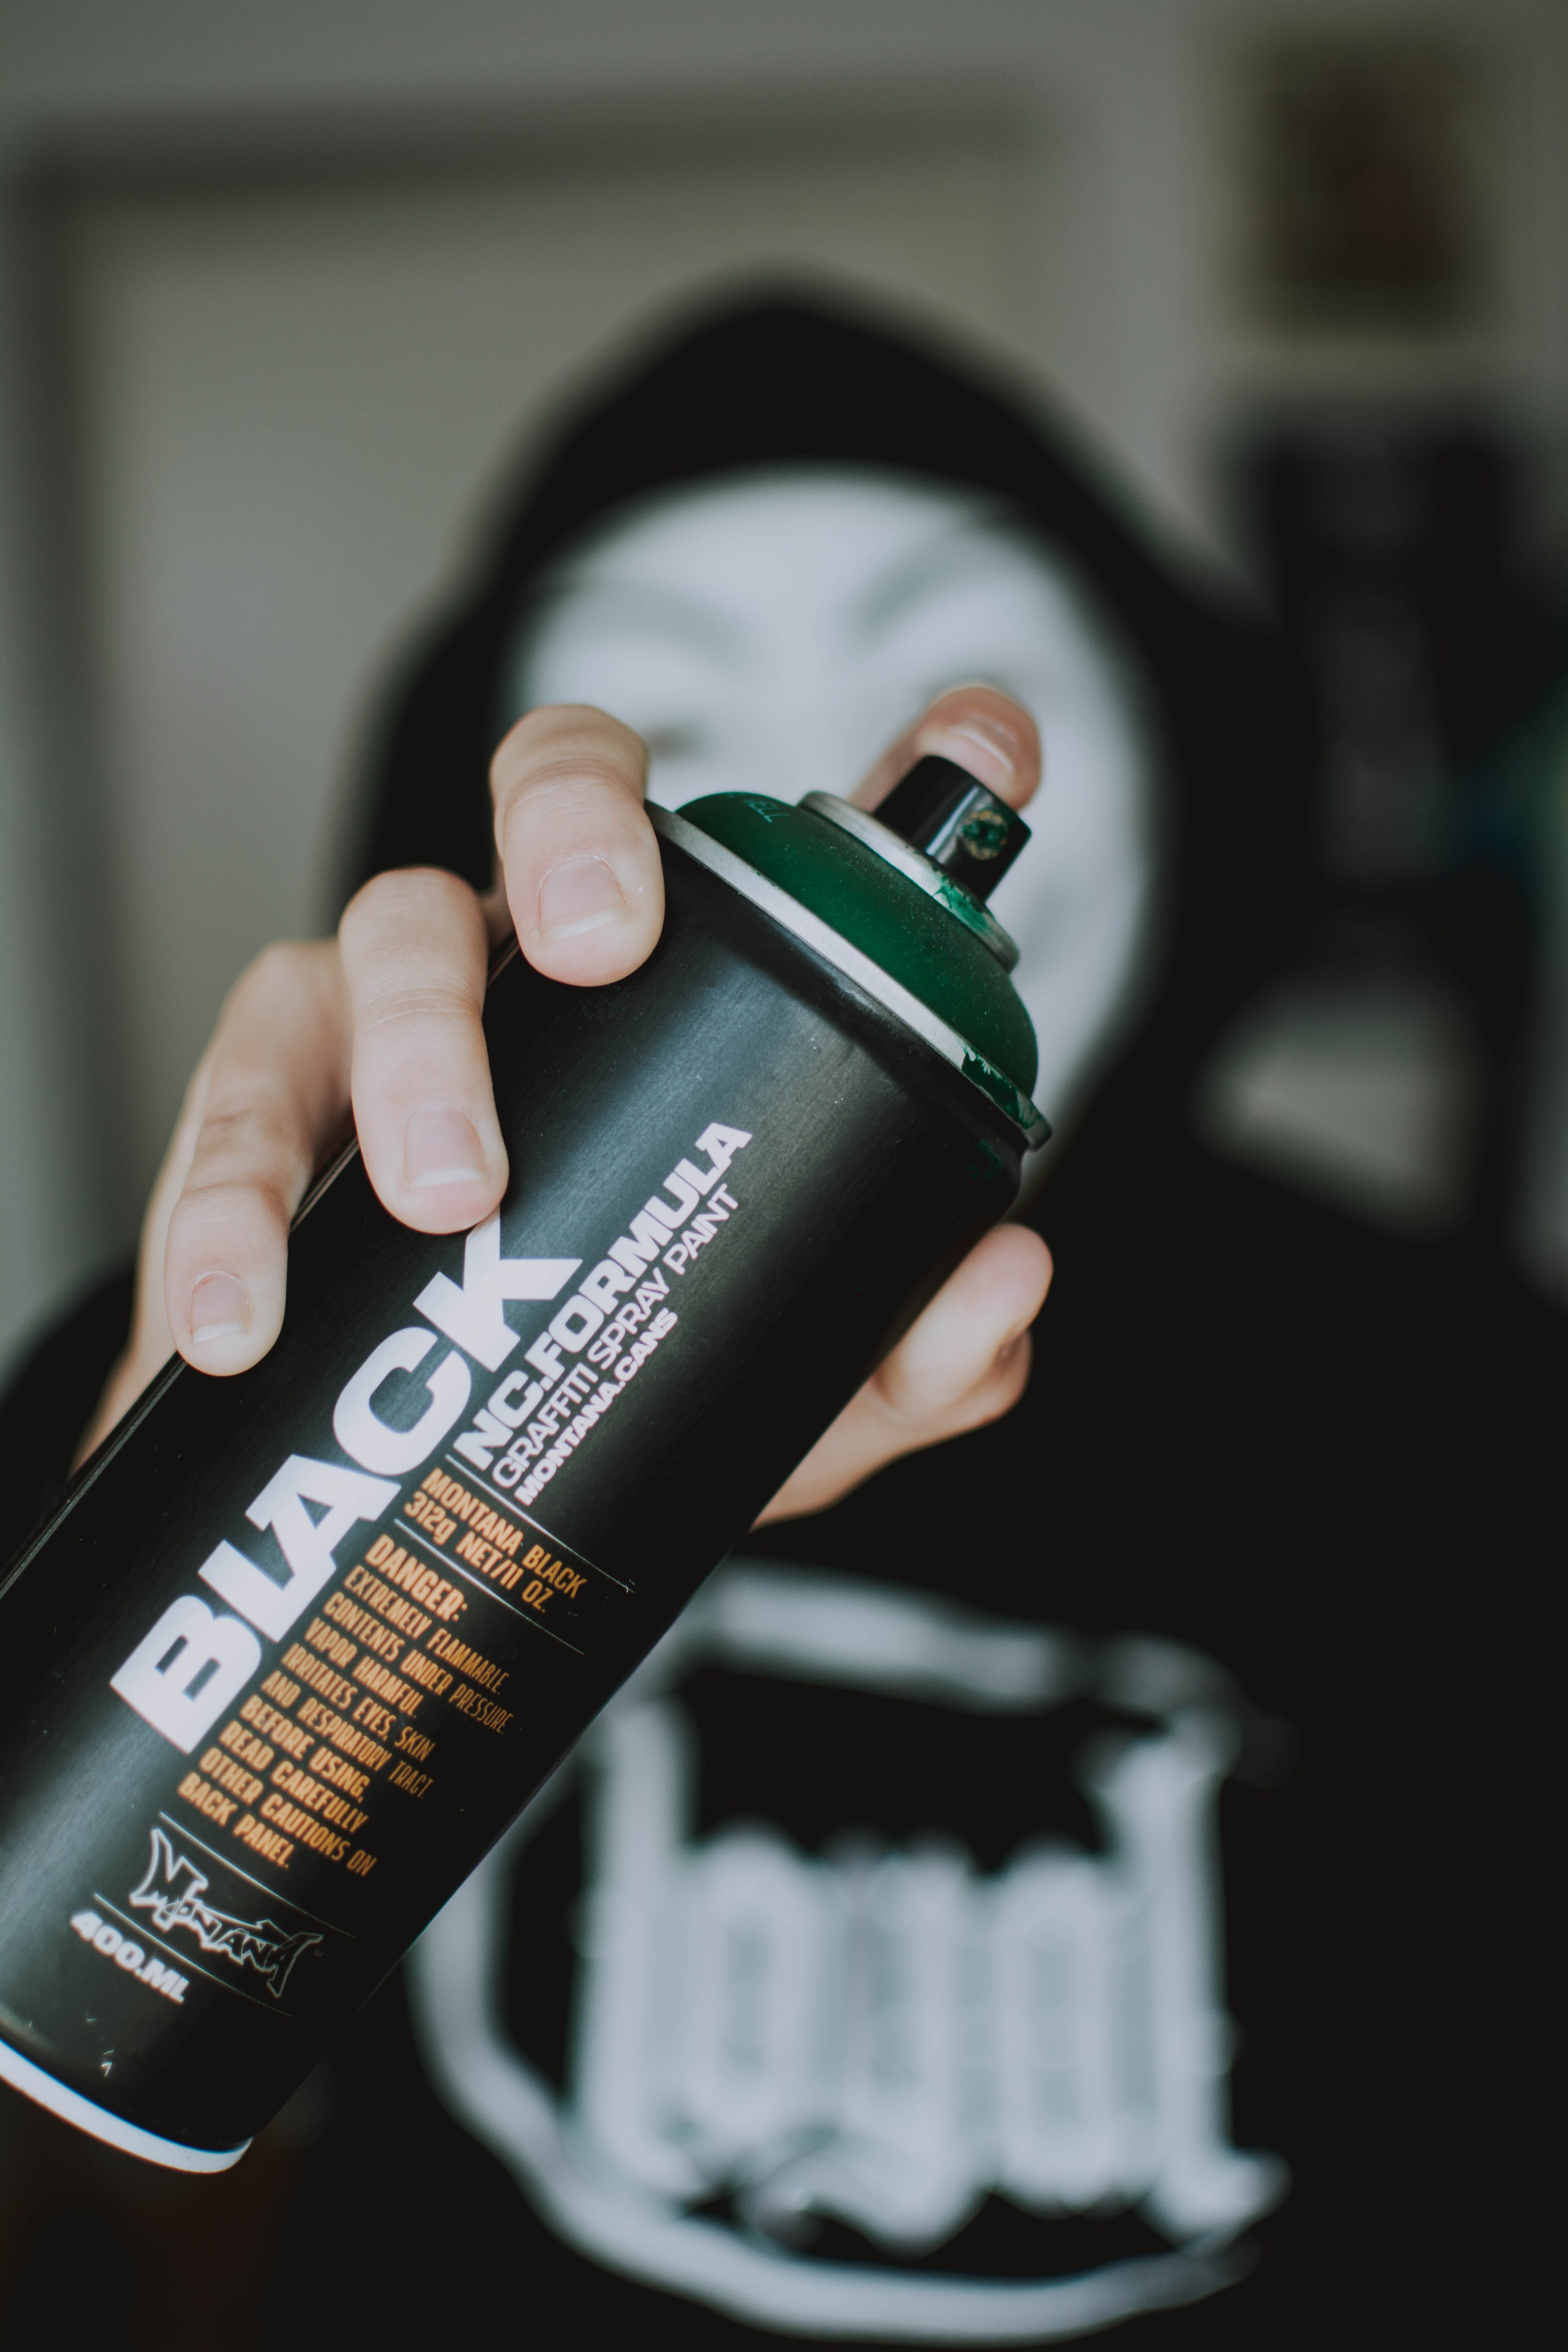 BLACK
NC.FORMULA
GRAFFITI SPRAY PAINT
MONTANA.CANS
MONTANA BLACK
312g NET/11 OZ.
DANGER:
EXTREMELY FLAMMABLE.
CONTENTS UNDER PRESSURE.
VAPOR HARMFUL.
IRRITATES EYES, SKIN
AND RESPIRATORY TRACT.
BEFORE USING,
READ CAREFULLY
OTHER CAUTIONS ON
BACK PANEL.
MONTANA
400.ML